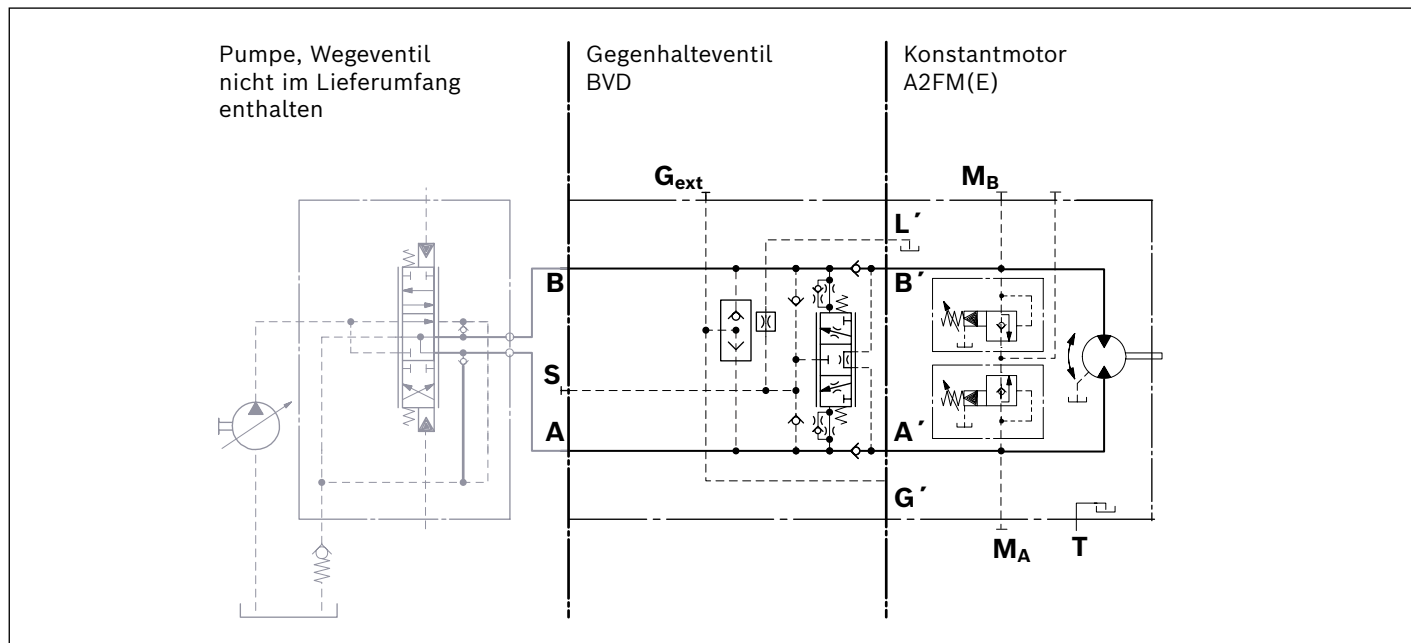 Pumpe, Wegeventil
nicht im Lieferumfang
enthalten
Gegenhalteventil
BVD
Konstantmotor
A2FM(E)
Gext
MB
L´
B
B´
S
A
A´
G´
MA
T